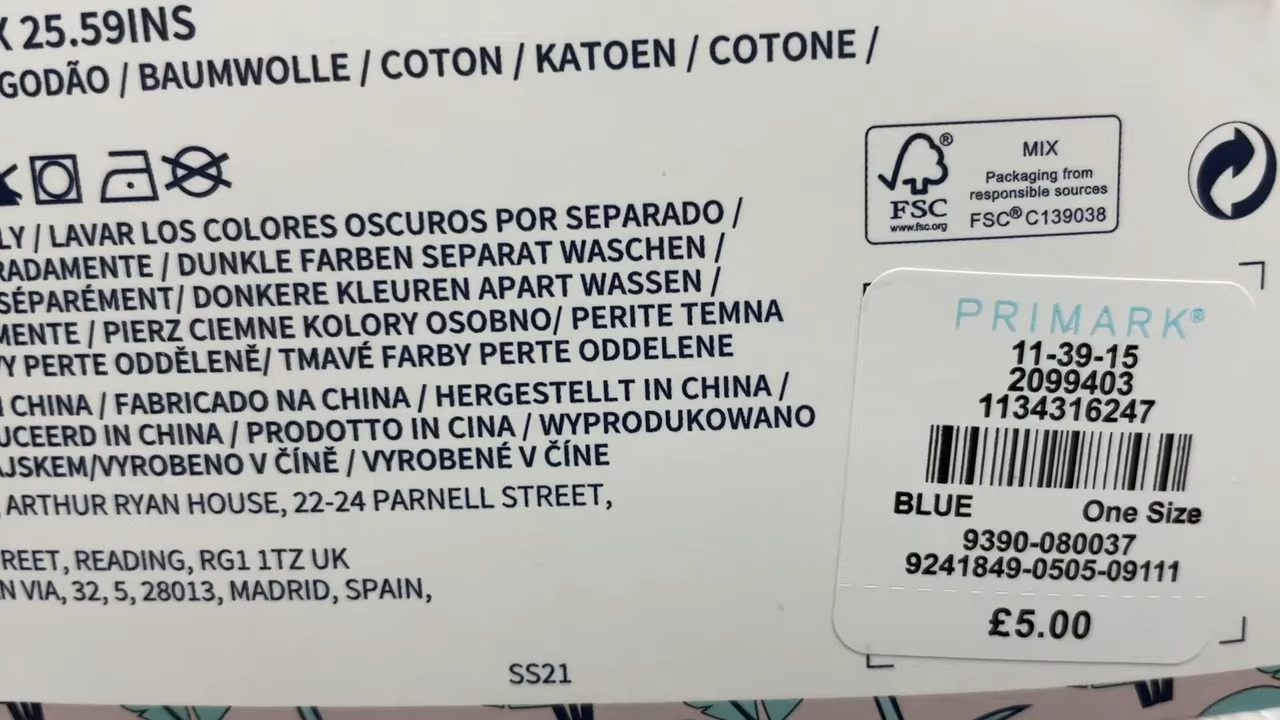 X 25.59INS
GODÃO / BAUMWOLLE / COTON / KATOEN / COTONE /
LY / LAVAR LOS COLORES OSCUROS POR SEPARADO /
RADAMENTE / DUNKLE FARBEN SEPARAT WASCHEN /
SÉPARÉMENT/ DONKERE KLEUREN APART WASSEN /
MENTE / PIERZ CIEMNE KOLORY OSOBNO/ PERITE TEMNA
Y PERTE ODDĚLENĚ/ TMAVÉ FARBY PERTE ODDELENE
CHINA / FABRICADO NA CHINA / HERGESTELLT IN CHINA /
UCEERD IN CHINA / PRODOTTO IN CINA / WYPRODUKOWANO
JSKEM/VYROBENO V ČÍNĚ / VYROBENÉ V ČÍNE
, ARTHUR RYAN HOUSE, 22-24 PARNELL STREET,
REET, READING, RG1 1TZ UK
N VIA, 32, 5, 28013, MADRID, SPAIN,
SS21
FSC®
www.fsc.org
MIX
Packaging from
responsible sources
FSC® C139038
PRIMARK®
11-39-15
2099403
1134316247
BLUE One Size
9390-080037
9241849-0505-09111
£5.00